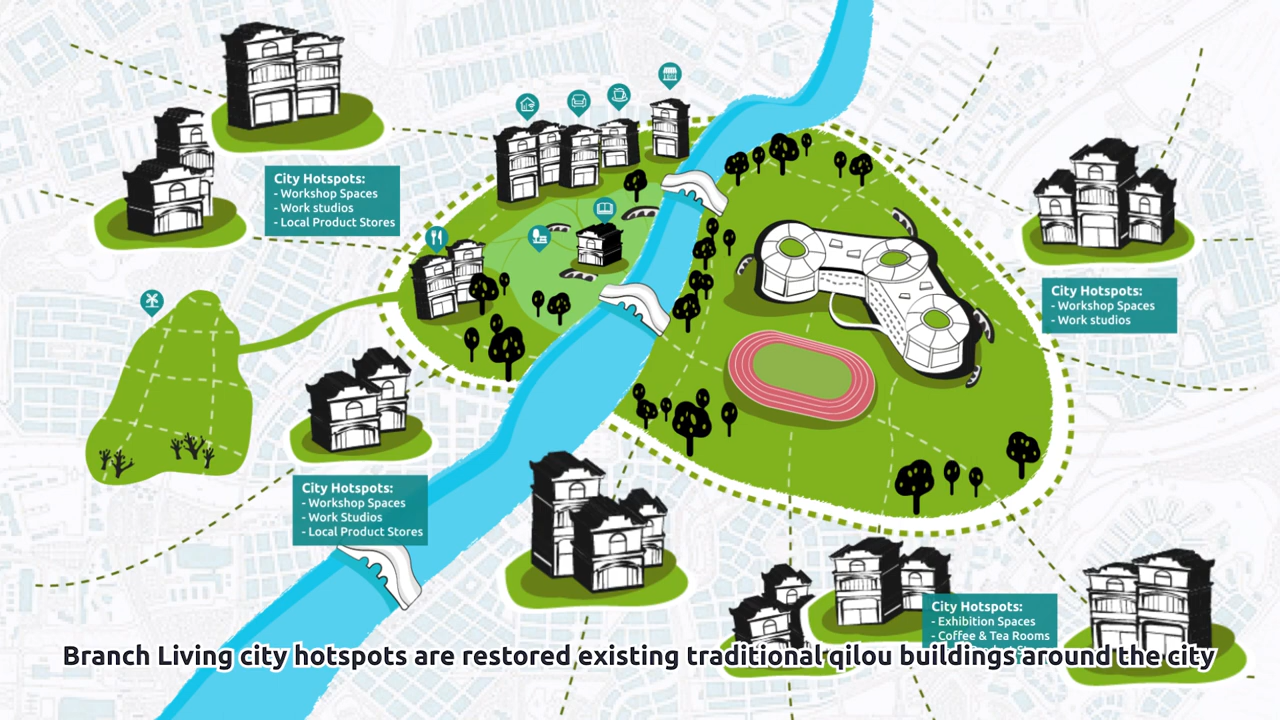 City Hotspots:
- Workshop Spaces
- Work studios
- Local Product Stores
City Hotspots:
- Workshop Spaces
- Work studios
City Hotspots:
- Workshop Spaces
- Work Studios
- Local Product Stores
City Hotspots:
- Exhibition Spaces
- Coffee & Tea Rooms
Branch Living city hotspots are restored existing traditional qilou buildings around the city